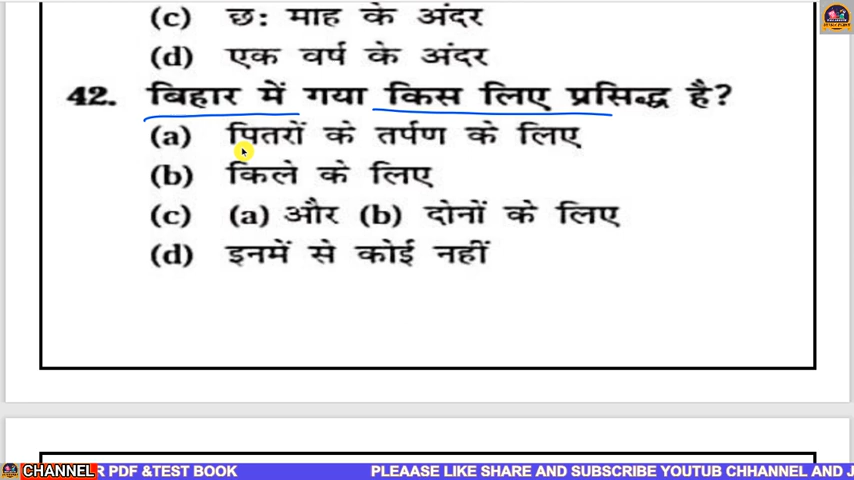 (c) छः माह के अंदर
(d) एक वर्ष के अंदर
42. बिहार में गया किस लिए प्रसिद्ध है?
(a) पितरों के तर्पण के लिए
(b) किले के लिए
(c) (a) और (b) दोनों के लिए
(d) इनमें से कोई नहीं
CHANNEL R PDF &TEST BOOK PLEAASE LIKE SHARE AND SUBSCRIBE YOUTUB CHHANNEL AND J